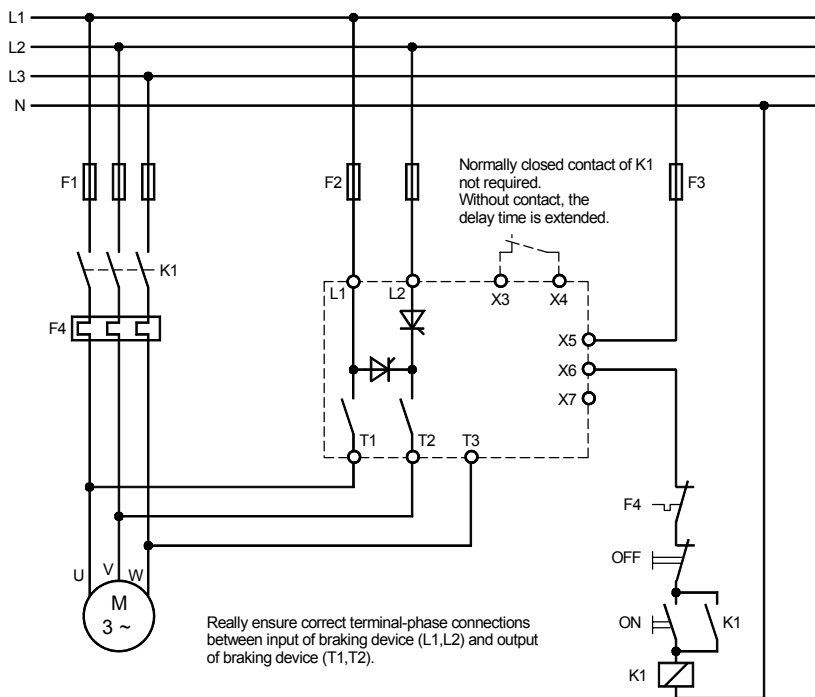 L1
L2
L3
N
F1
F2
F3
Normally closed contact of K1
not required.
Without contact, the
delay time is extended.
K1
L1
L2
X3
X4
F4
X5
X6
X7
T1
T2
T3
F4
OFF
U
V
W
M
3 ~
ON
K1
K1
Really ensure correct terminal-phase connections
between input of braking device (L1,L2) and output
of braking device (T1,T2).